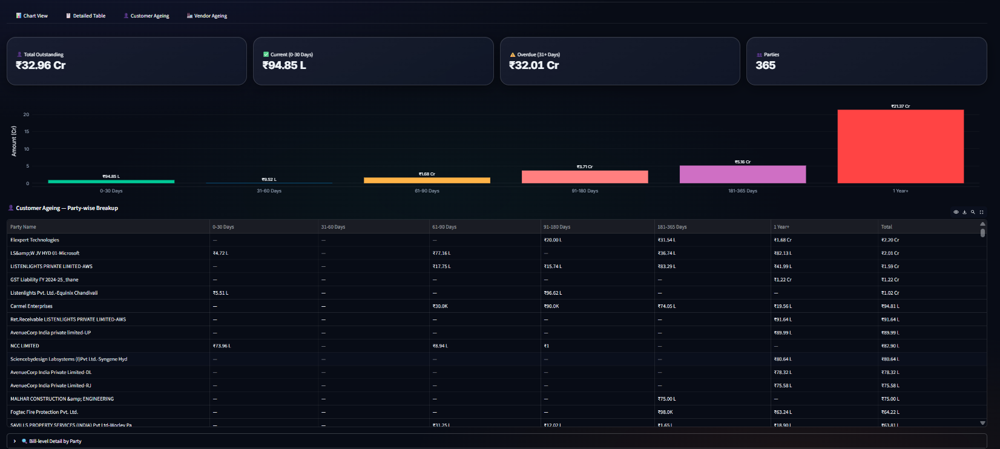 Chart View Detailed Table Customer Ageing Vendor Ageing
Total Outstanding
₹32.96 Cr
Current (0-30 Days)
₹94.85 L
Overdue (31+ Days)
₹32.01 Cr
Parties
365
Amount (Cr)
20
15
10
5
0
₹94.85 L
₹9.52 L
₹1.68 Cr
₹3.71 Cr
₹5.16 Cr
₹21.37 Cr
0-30 Days 31-60 Days 61-90 Days 91-180 Days 181-365 Days 1 Year+
Customer Ageing — Party-wise Breakup
Party Name 0-30 Days 31-60 Days 61-90 Days 91-180 Days 181-365 Days 1 Year+ Total
Elexpert Technologies — — — ₹20.00 L ₹31.54 L ₹1.68 Cr ₹2.20 Cr
LS&amp;W JV HYD 01-Microsoft ₹4.72 L — ₹77.16 L — ₹36.74 L ₹82.13 L ₹2.01 Cr
LISTENLIGHTS PRIVATE LIMITED-AWS — — ₹17.75 L ₹15.74 L ₹83.29 L ₹41.99 L ₹1.59 Cr
GST Liability FY 2024-25_thane — — — — — ₹1.22 Cr ₹1.22 Cr
Listenlights Pvt. Ltd.-Equinix Chandivali ₹5.51 L — — ₹96.62 L — — ₹1.02 Cr
Carmel Enterprises — — ₹30.0K ₹90.0K ₹74.05 L ₹19.56 L ₹94.81 L
Ret.Receivable LISTENLIGHTS PRIVATE LIMITED-AWS — — — — — ₹91.64 L ₹91.64 L
AvenueCorp India private limited-UP — — — — — ₹89.99 L ₹89.99 L
NCC LIMITED ₹73.96 L — ₹8.94 L ₹1 — — ₹82.90 L
Sciencebydesign Labsystems (I)Pvt Ltd.-Syngene Hyd — — — — — ₹80.64 L ₹80.64 L
AvenueCorp India Private Limited-DL — — — — — ₹78.32 L ₹78.32 L
AvenueCorp India Private Limited-RJ — — — — — ₹75.58 L ₹75.58 L
MALHAR CONSTRUCTION &amp; ENGINEERING — — — — ₹75.00 L — ₹75.00 L
Fogtec Fire Protection Pvt. Ltd. — — — — ₹98.0K ₹63.24 L ₹64.22 L
SAVILLS PROPERTY SERVICES (INDIA) Pvt Ltd-Worley Pa — — ₹31.25 L ₹12.02 L ₹1.65 L ₹18.90 L ₹63.81 L
Bill-level Detail by Party